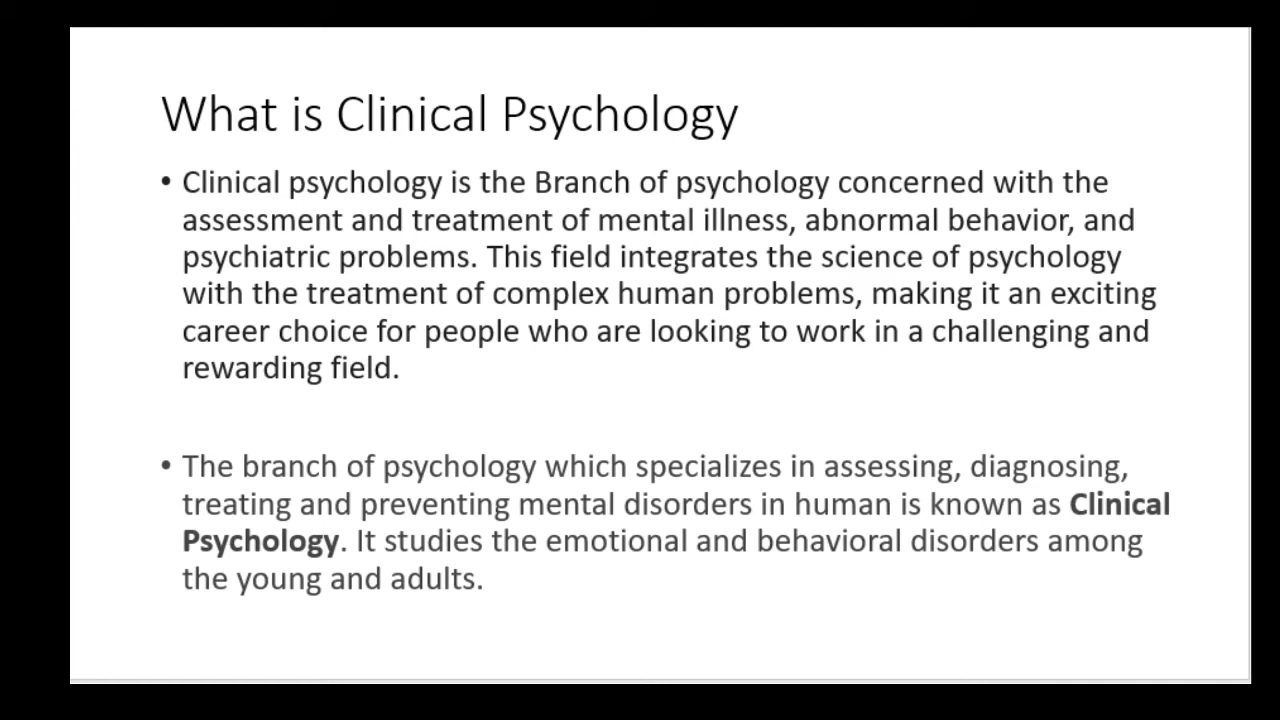 What is Clinical Psychology
• Clinical psychology is the Branch of psychology concerned with the
assessment and treatment of mental illness, abnormal behavior, and
psychiatric problems. This field integrates the science of psychology
with the treatment of complex human problems, making it an exciting
career choice for people who are looking to work in a challenging and
rewarding field.
• The branch of psychology which specializes in assessing, diagnosing,
treating and preventing mental disorders in human is known as Clinical
Psychology. It studies the emotional and behavioral disorders among
the young and adults.